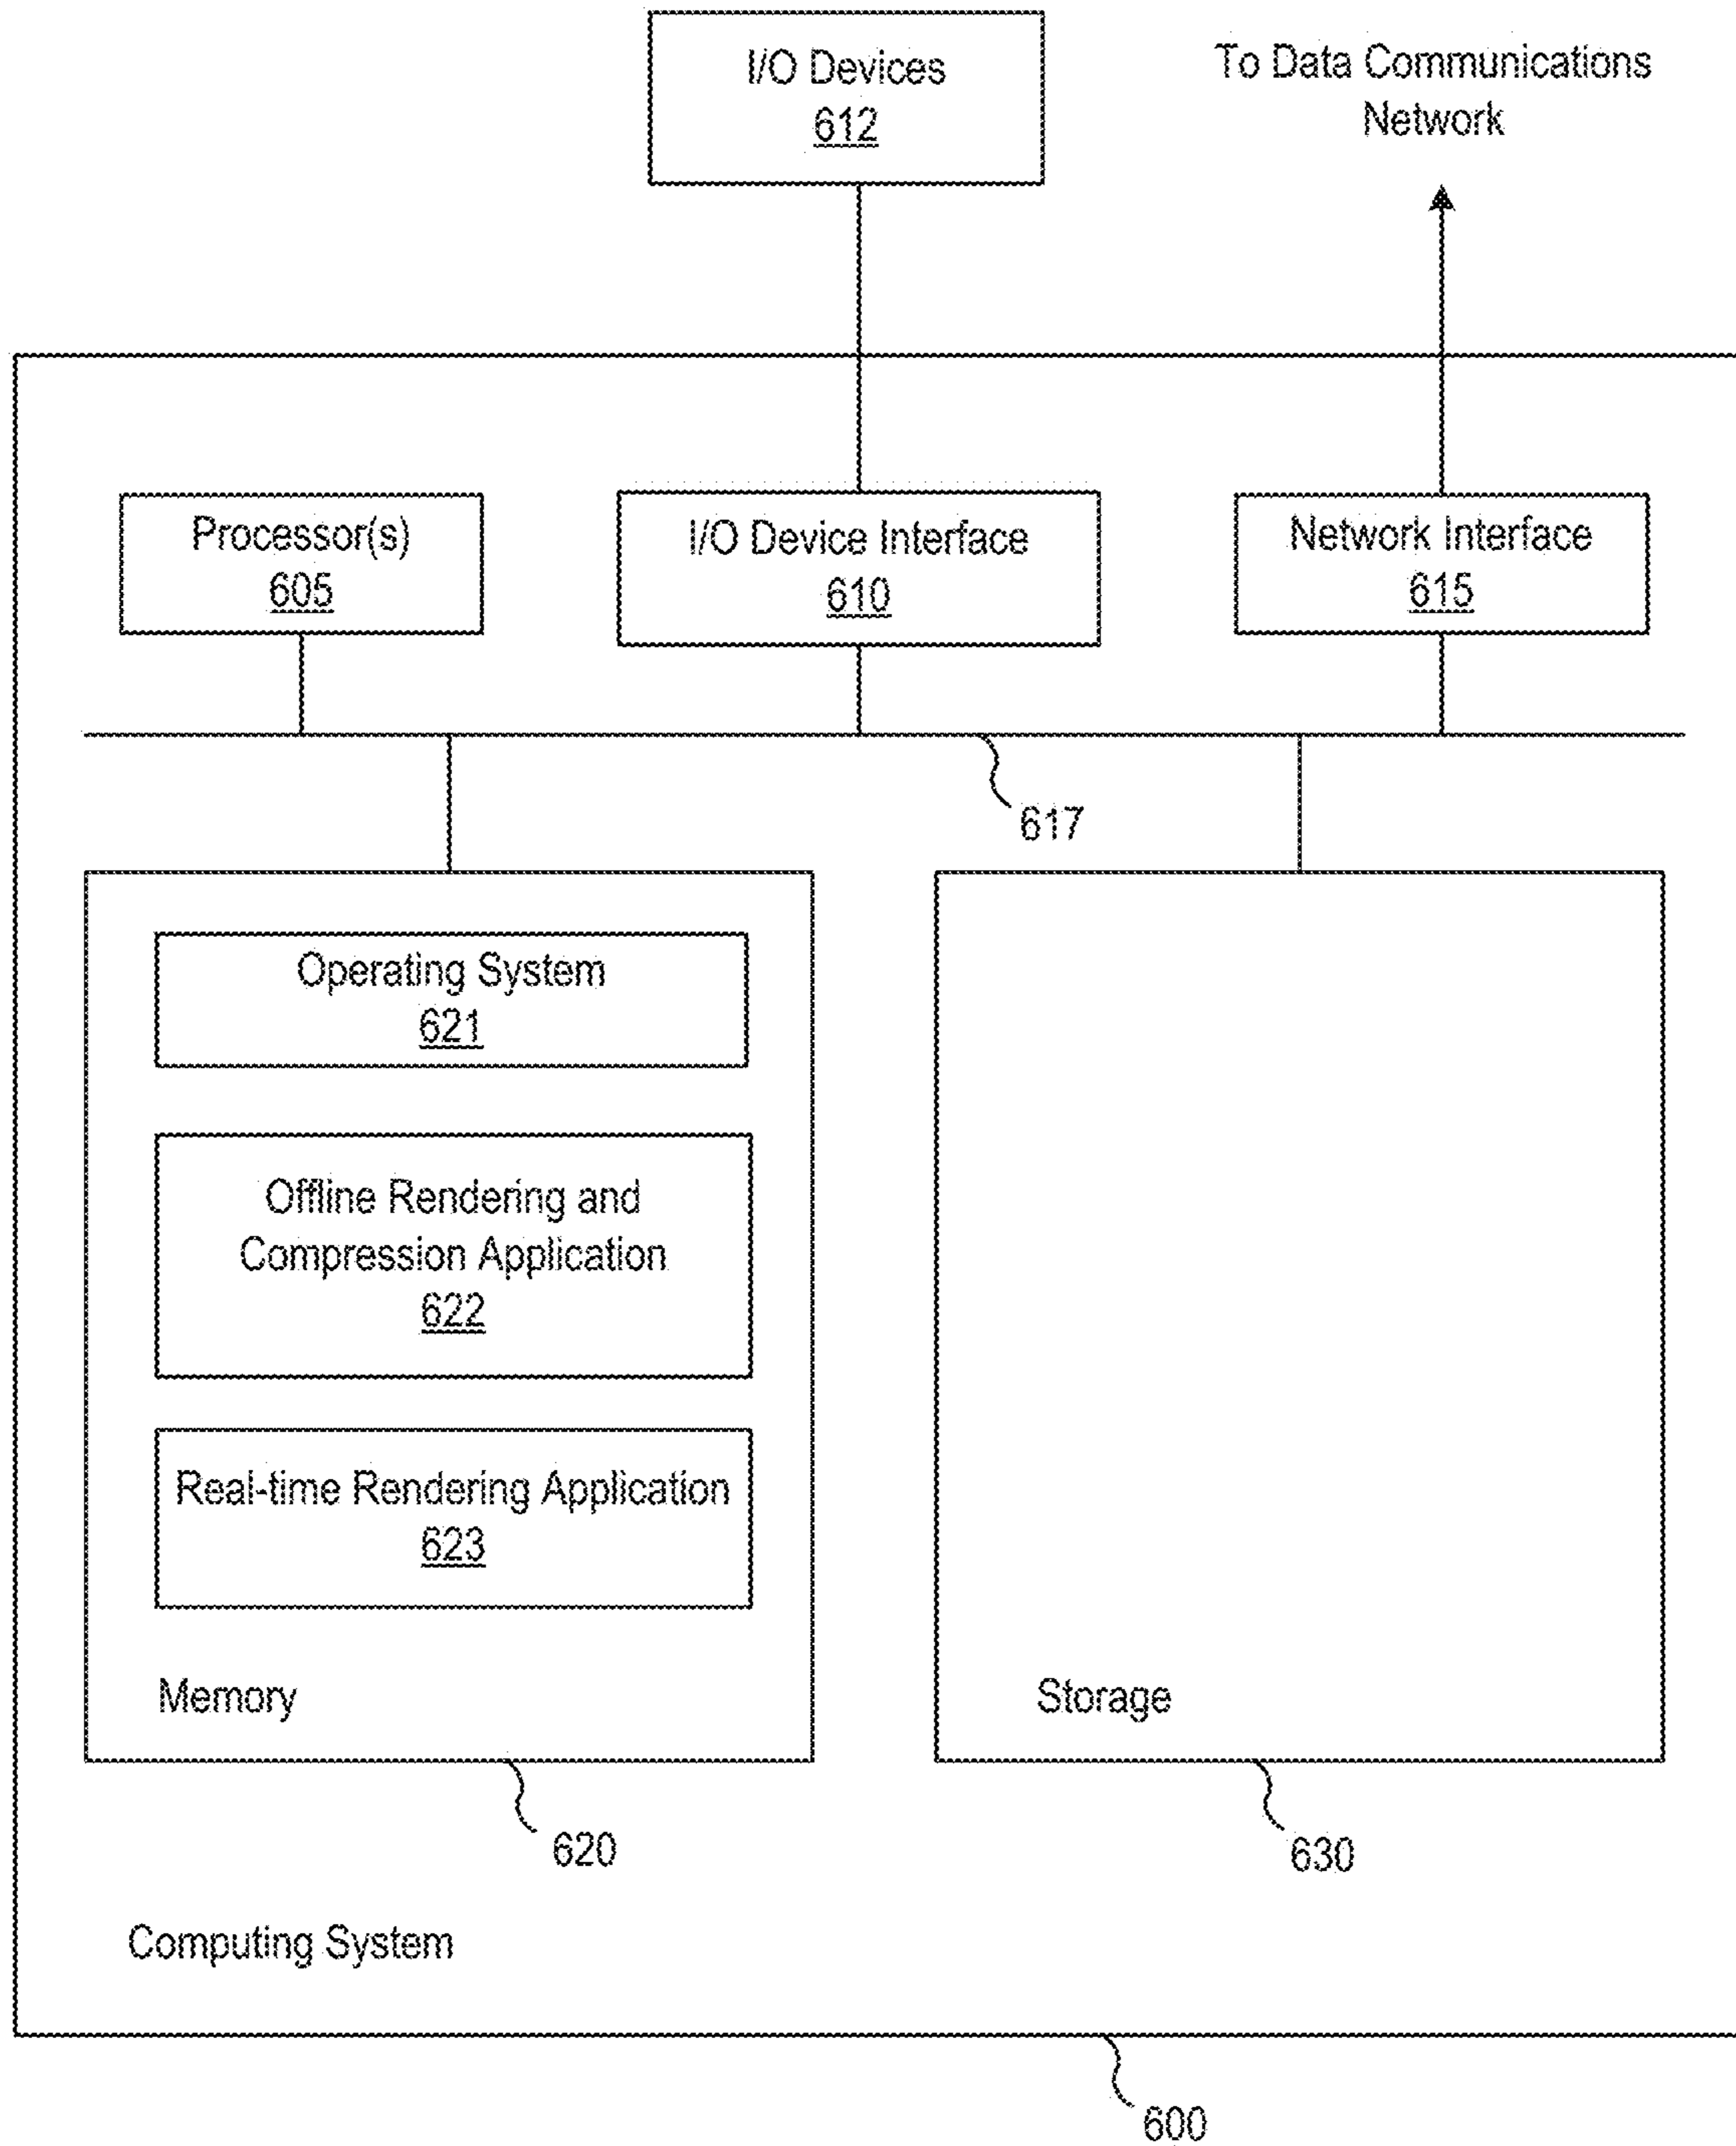 I/O Devices
612
To Data Communications
Network
Processor(s)
605
I/O Device Interface
610
Network Interface
615
617
Operating System
621
Offline Rendering and
Compression Application
622
Real-time Rendering Application
623
Memory
Storage
620
630
Computing System
600